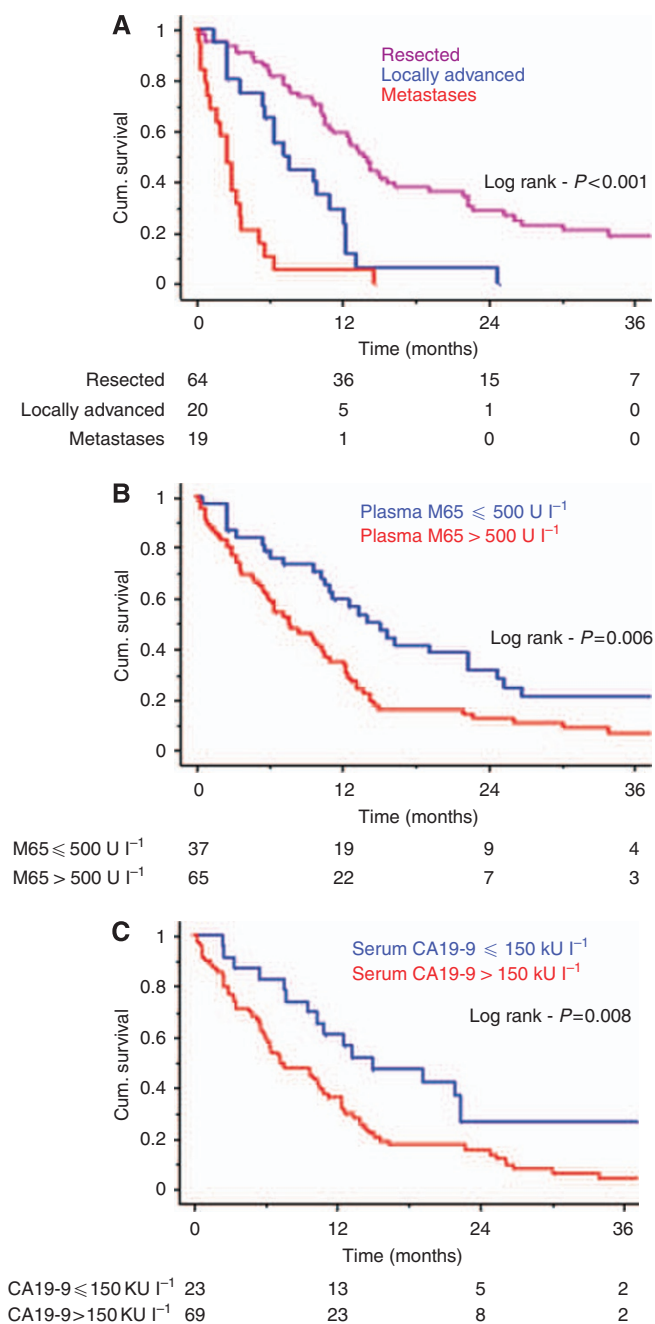 A
1
Resected
Locally advanced
Metastases
0.8
0.6
0.4
0.2
0
Cum. survival
Log rank - P<0.001
0 12 24 36
Time (months)
Resected 64 36 15 7
Locally advanced 20 5 1 0
Metastases 19 1 0 0
B
1
Plasma M65 ⩽ 500 U l⁻¹
Plasma M65 > 500 U l⁻¹
0.8
0.6
0.4
0.2
0
Cum. survival
Log rank - P=0.006
0 12 24 36
Time (months)
M65 ⩽ 500 U l⁻¹ 37 19 9 4
M65 > 500 U l⁻¹ 65 22 7 3
C
1
Serum CA19-9 ⩽ 150 kU l⁻¹
Serum CA19-9 > 150 kU l⁻¹
0.8
0.6
0.4
0.2
0
Cum. survival
Log rank - P=0.008
0 12 24 36
Time (months)
CA19-9 ⩽ 150 KU l⁻¹ 23 13 5 2
CA19-9>150 KU l⁻¹ 69 23 8 2